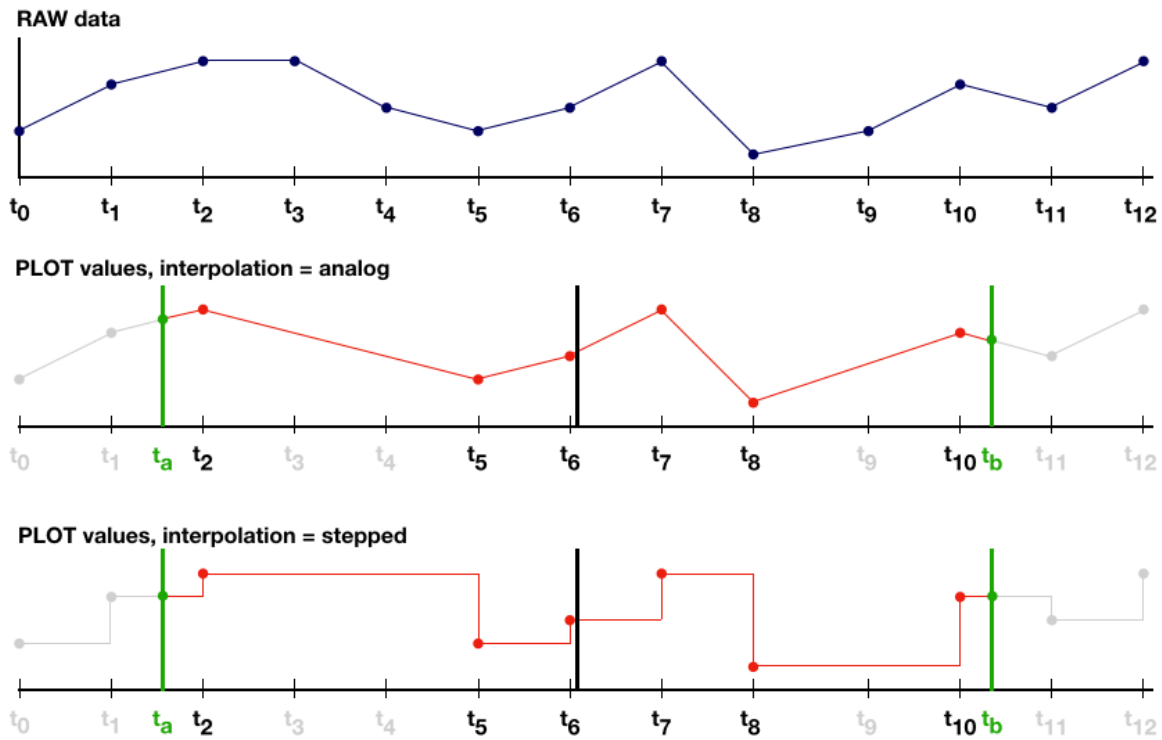 RAW data
t0 t1 t2 t3 t4 t5 t6 t7 t8 t9 t10 t11 t12
PLOT values, interpolation = analog
t0 t1 ta t2 t3 t4 t5 t6 t7 t8 t9 t10 tb t11 t12
PLOT values, interpolation = stepped
t0 t1 ta t2 t3 t4 t5 t6 t7 t8 t9 t10 tb t11 t12